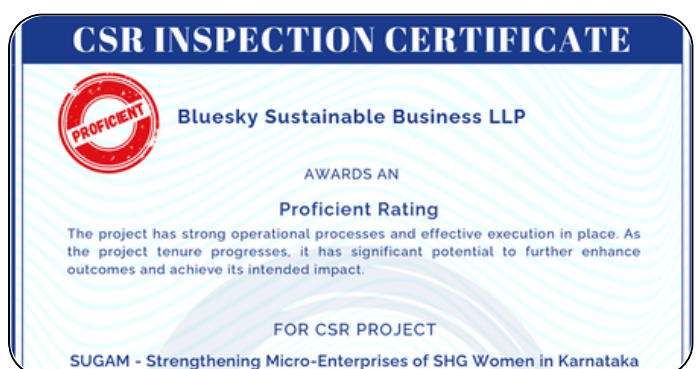 CSR INSPECTION CERTIFICATE
PROFICIENT
Bluesky Sustainable Business LLP
AWARDS AN
Proficient Rating
The project has strong operational processes and effective execution in place. As
the project tenure progresses, it has significant potential to further enhance
outcomes and achieve its intended impact.
FOR CSR PROJECT
SUGAM - Strengthening Micro-Enterprises of SHG Women in Karnataka